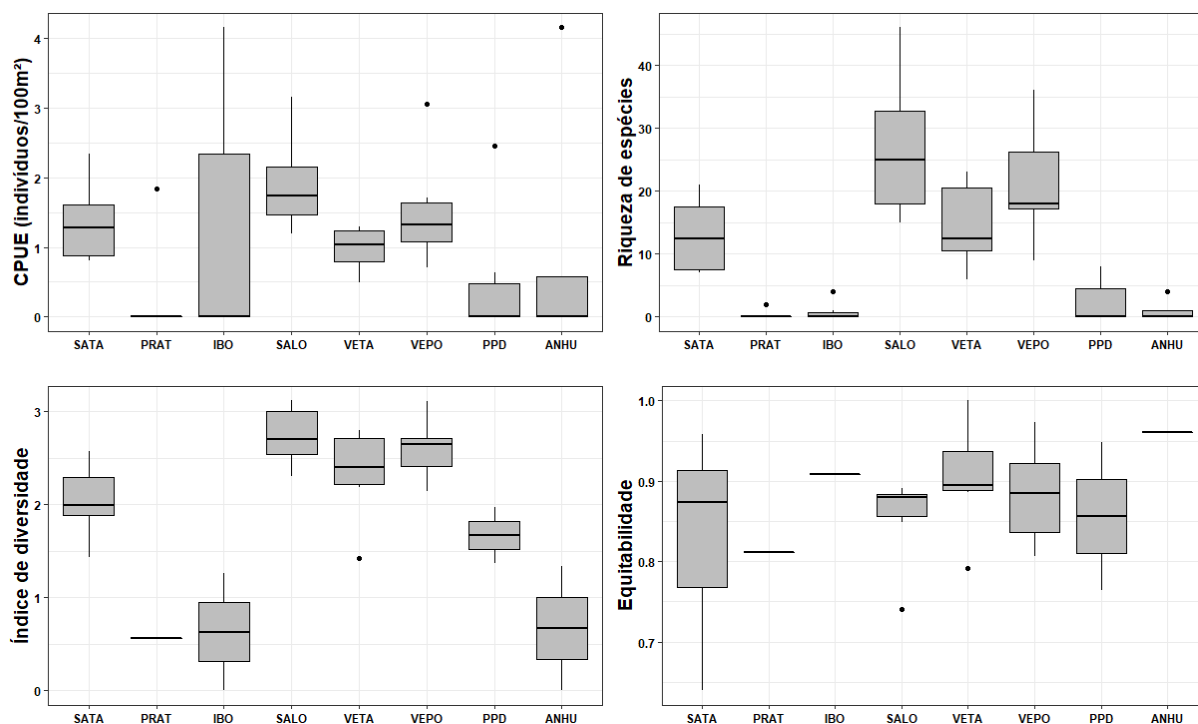 CPUE (indivíduos/100m²)
4
3
2
1
0
SATA PRAT IBO SALO VETA VEPO PPD ANHU
Riqueza de espécies
40
30
20
10
0
SATA PRAT IBO SALO VETA VEPO PPD ANHU
Índice de diversidade
3
2
1
0
SATA PRAT IBO SALO VETA VEPO PPD ANHU
Equitabilidade
1.0
0.9
0.8
0.7
SATA PRAT IBO SALO VETA VEPO PPD ANHU